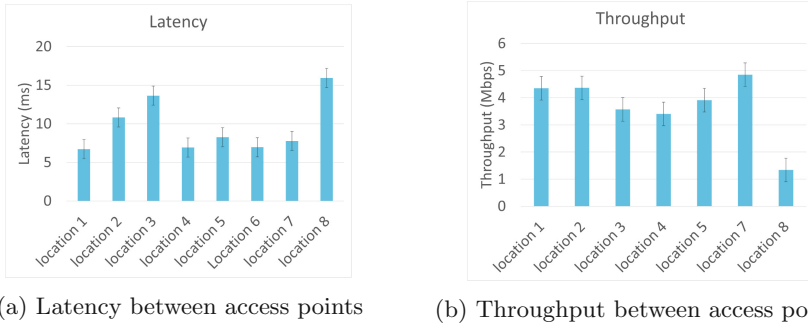 Latency
20
15
10
5
0
Latency (ms)
location 1
location 2
location 3
location 4
location 5
Location 6
location 7
location 8
(a) Latency between access points
Throughput
6
5
4
3
2
1
0
Throughput (Mbps)
location 1
location 2
location 3
location 4
location 5
location 7
location 8
(b) Throughput between access po